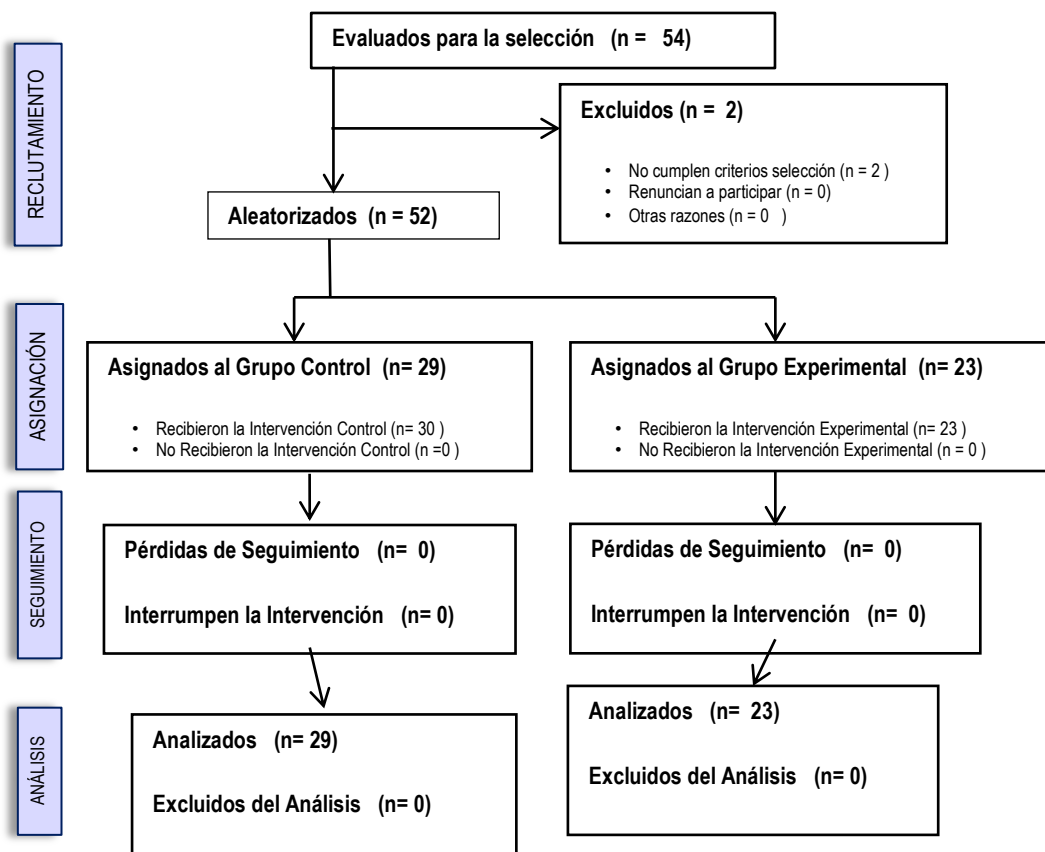 Evaluados para la selección (n = 54)
RECLUTAMIENTO
Excluidos (n = 2)
• No cumplen criterios selección (n = 2 )
• Renuncian a participar (n = 0)
• Otras razones (n = 0 )
Aleatorizados (n = 52)
ASIGNACIÓN
Asignados al Grupo Control (n= 29)
• Recibieron la Intervención Control (n= 30 )
• No Recibieron la Intervención Control (n =0 )
Asignados al Grupo Experimental (n= 23)
• Recibieron la Intervención Experimental (n= 23 )
• No Recibieron la Intervención Experimental (n = 0 )
SEGUIMIENTO
Pérdidas de Seguimiento (n= 0)
Interrumpen la Intervención (n= 0)
Pérdidas de Seguimiento (n= 0)
Interrumpen la Intervención (n= 0)
ANÁLISIS
Analizados (n= 29)
Excluidos del Análisis (n= 0)
Analizados (n= 23)
Excluidos del Análisis (n= 0)